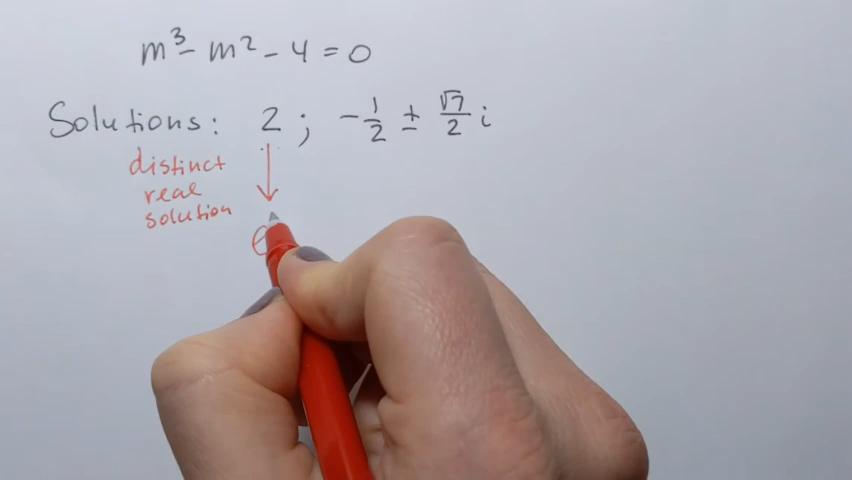 m³ - m² - 4 = 0
Solutions: 2 ; - 1/2 ± √7/2 i
distinct
real
solution